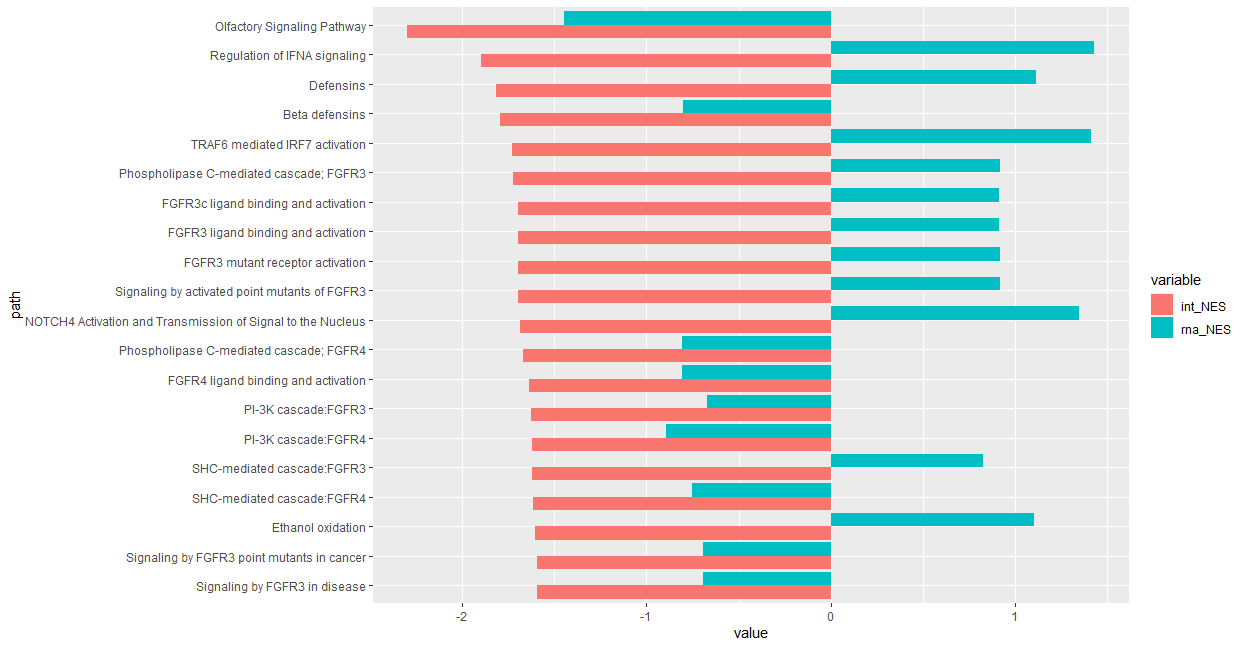 Olfactory Signaling Pathway
Regulation of IFNA signaling
Defensins
Beta defensins
TRAF6 mediated IRF7 activation
Phospholipase C-mediated cascade; FGFR3
FGFR3c ligand binding and activation
FGFR3 ligand binding and activation
FGFR3 mutant receptor activation
Signaling by activated point mutants of FGFR3
NOTCH4 Activation and Transmission of Signal to the Nucleus
Phospholipase C-mediated cascade; FGFR4
FGFR4 ligand binding and activation
PI-3K cascade:FGFR3
PI-3K cascade:FGFR4
SHC-mediated cascade:FGFR3
SHC-mediated cascade:FGFR4
Ethanol oxidation
Signaling by FGFR3 point mutants in cancer
Signaling by FGFR3 in disease
path
-2 -1 0 1
value
variable
int_NES
rna_NES